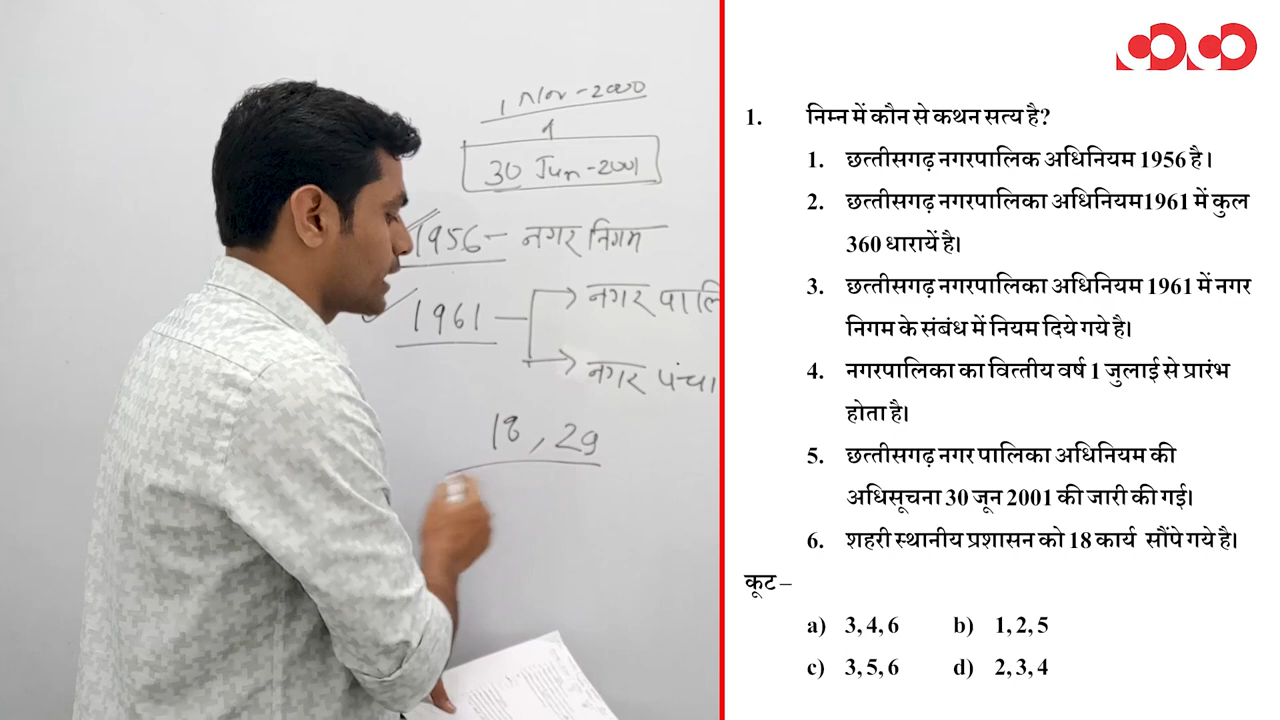 1 Nov-2000
30 Jun-2001
1956 - नगर निगम
1961 - नगर पालि
नगर पंचा
18, 29
1. निम्न में कौन से कथन सत्य है?
1. छत्तीसगढ़ नगरपालिक अधिनियम 1956 है।
2. छत्तीसगढ़ नगरपालिका अधिनियम1961 में कुल
360 धारायें है।
3. छत्तीसगढ़ नगरपालिका अधिनियम 1961 में नगर
निगम के संबंध में नियम दिये गये है।
4. नगरपालिका का वित्तीय वर्ष 1 जुलाई से प्रारंभ
होता है।
5. छत्तीसगढ़ नगर पालिका अधिनियम की
अधिसूचना 30 जून 2001 की जारी की गई।
6. शहरी स्थानीय प्रशासन को 18 कार्य सौंपे गये है।
कूट –
a) 3, 4, 6 b) 1, 2, 5
c) 3, 5, 6 d) 2, 3, 4